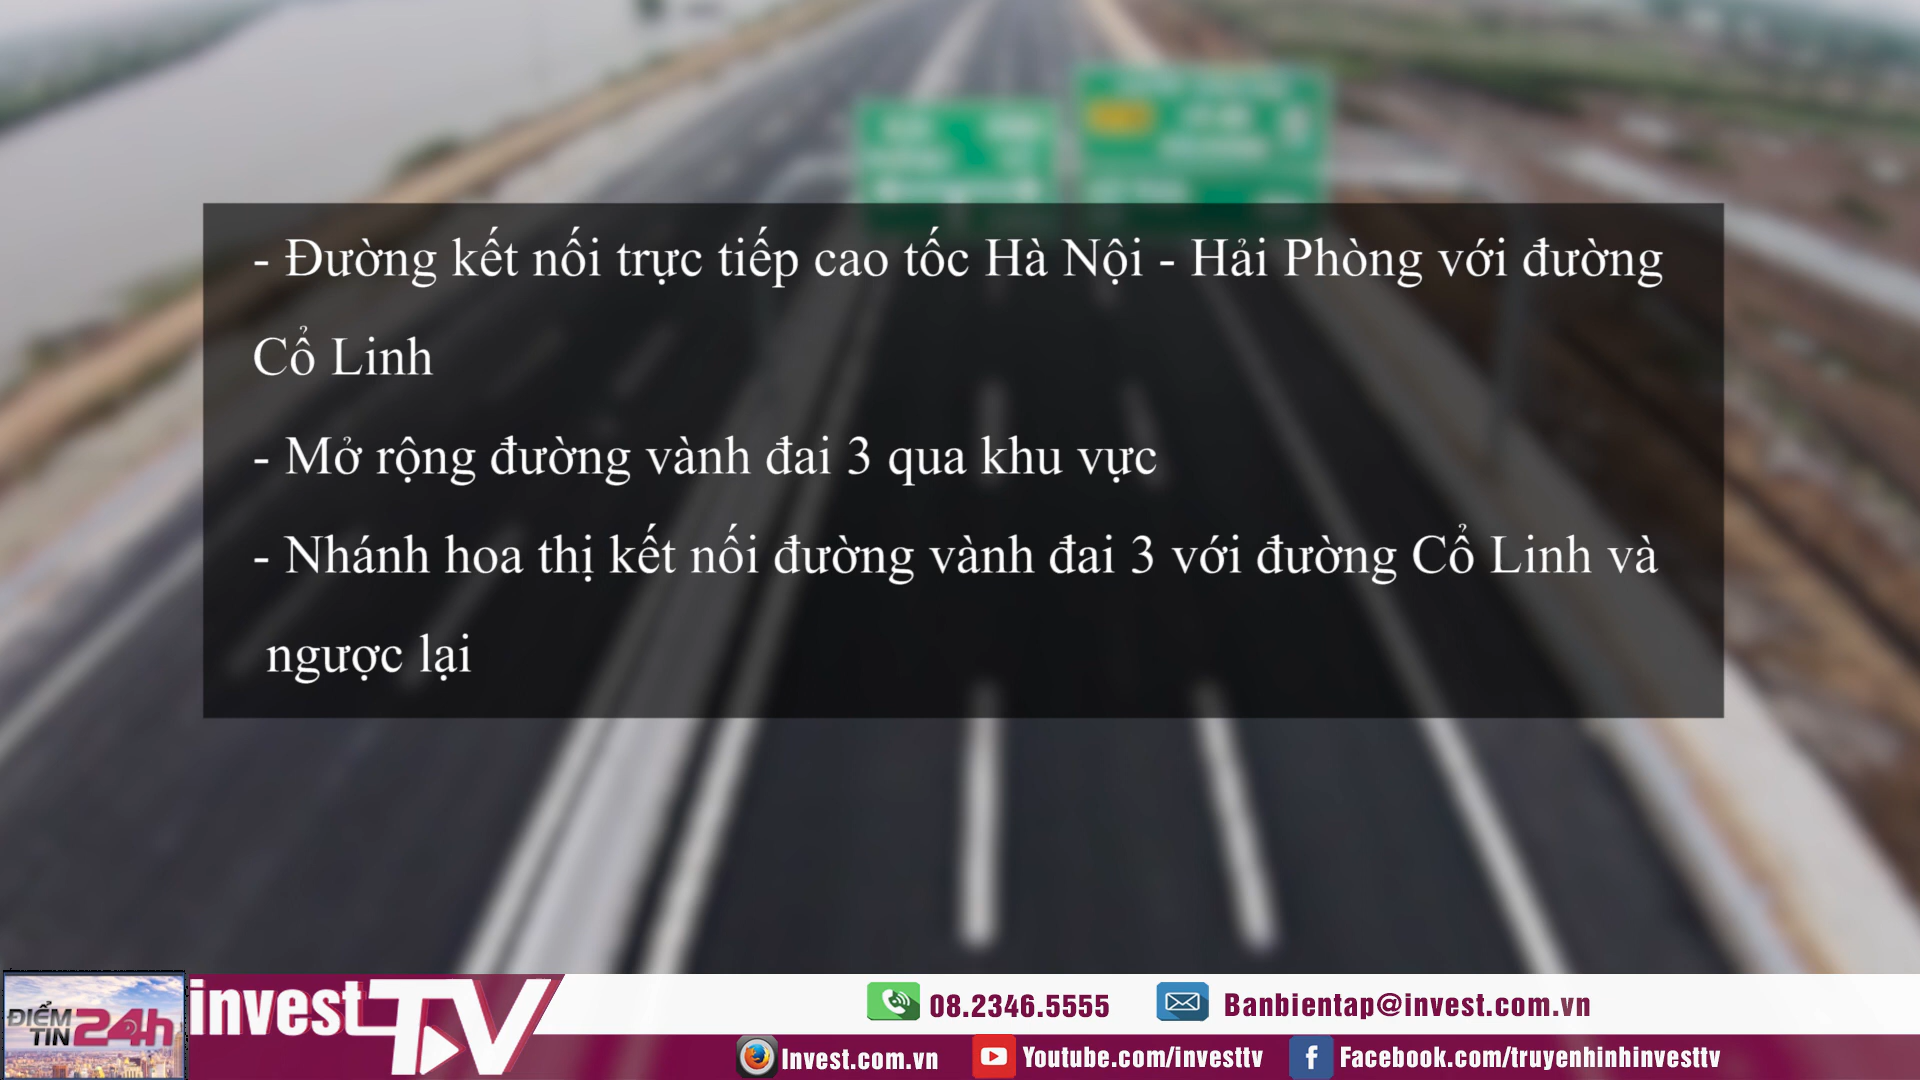 - Đường kết nối trực tiếp cao tốc Hà Nội - Hải Phòng với đường
Cổ Linh
- Mở rộng đường vành đai 3 qua khu vực
- Nhánh hoa thị kết nối đường vành đai 3 với đường Cổ Linh và
ngược lại
ĐIỂM
TIN 24h
invest TV
08.2346.5555
Banbientap@invest.com.vn
Invest.com.vn
Youtube.com/investtv
Facebook.com/truyenhinhinvesttv